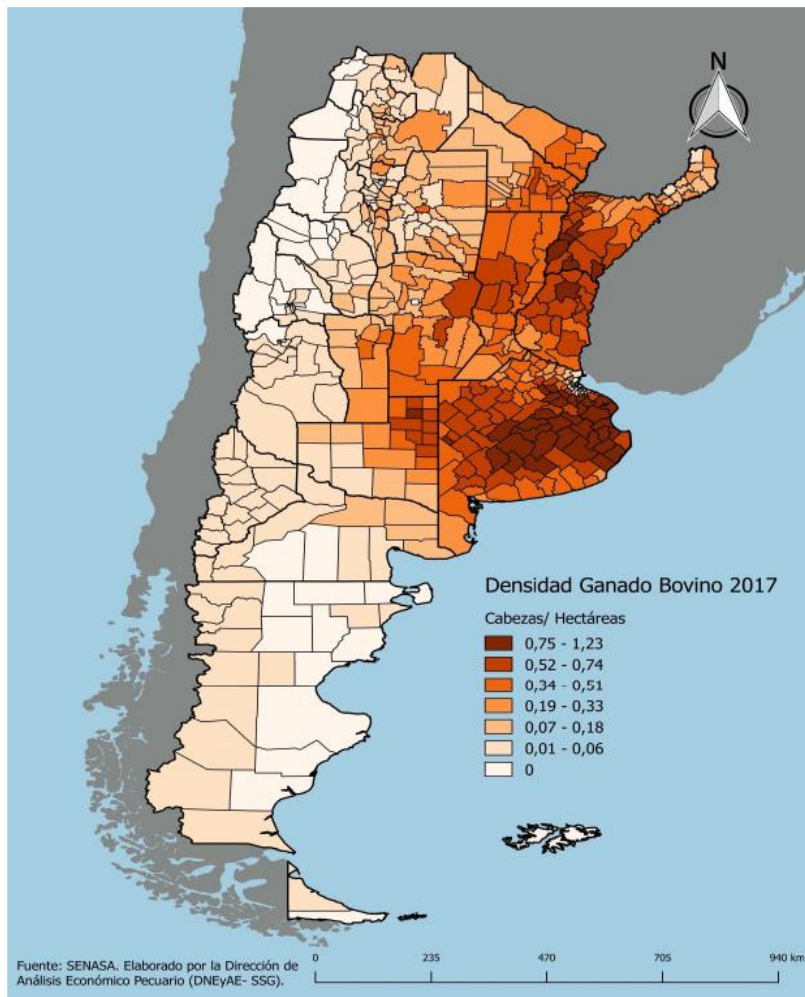 N
Densidad Ganado Bovino 2017
Cabezas/ Hectáreas
0,75 - 1,23
0,52 - 0,74
0,34 - 0,51
0,19 - 0,33
0,07 - 0,18
0,01 - 0,06
0
Fuente: SENASA. Elaborado por la Dirección de
Análisis Económico Pecuario (DNEyAE- SSG).
0 235 470 705 940 km